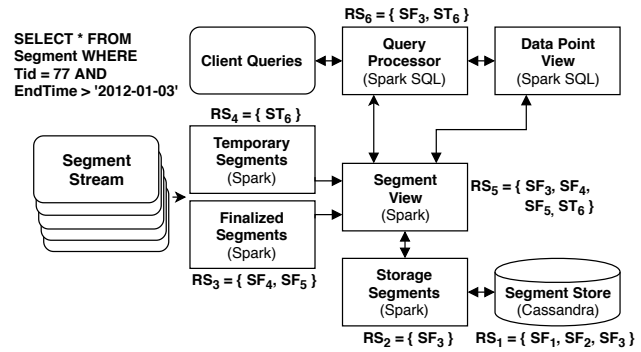 SELECT * FROM
Segment WHERE
Tid = 77 AND
EndTime > '2012-01-03'
RS6 = { SF3, ST6 }
Client Queries
Query
Processor
(Spark SQL)
Data Point
View
(Spark SQL)
RS4 = { ST6 }
Temporary
Segments
(Spark)
Segment
Stream
Segment
View
(Spark)
RS5 = { SF3, SF4,
SF5, ST6 }
Finalized
Segments
(Spark)
RS3 = { SF4, SF5 }
Storage
Segments
(Spark)
Segment Store
(Cassandra)
RS2 = { SF3 }
RS1 = { SF1, SF2, SF3 }